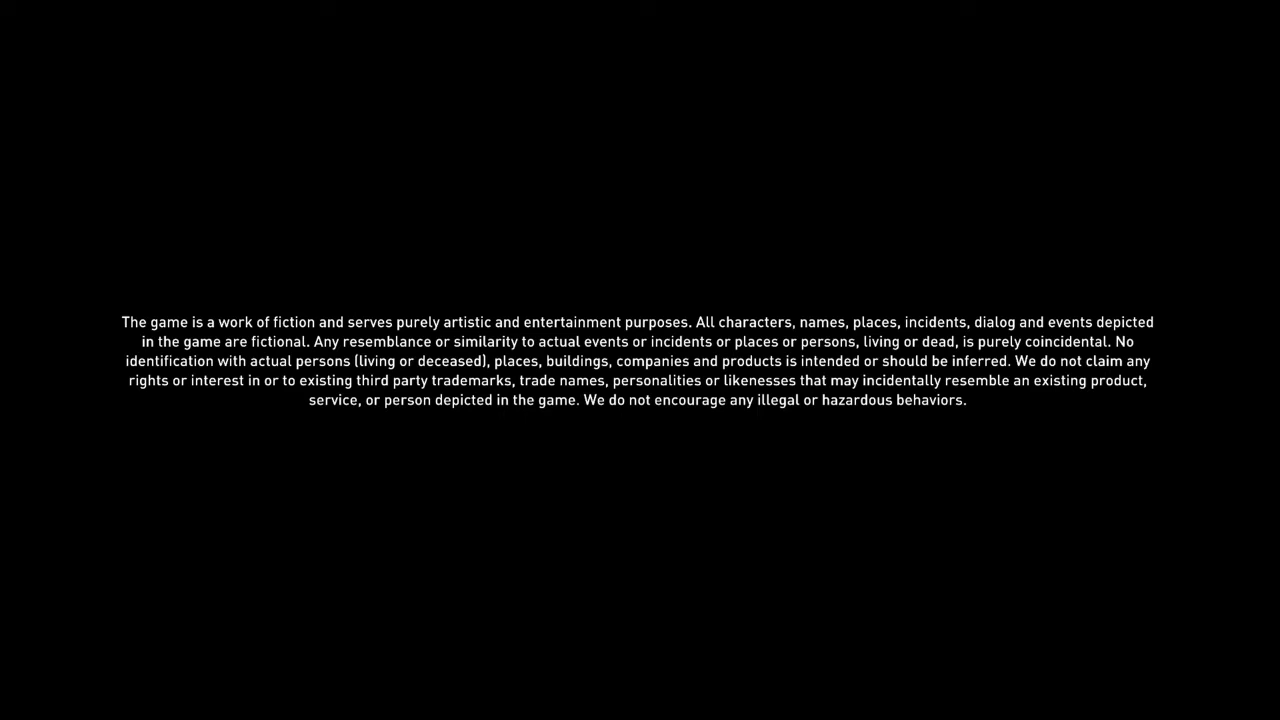 The game is a work of fiction and serves purely artistic and entertainment purposes. All characters, names, places, incidents, dialog and events depicted
in the game are fictional. Any resemblance or similarity to actual events or incidents or places or persons, living or dead, is purely coincidental. No
identification with actual persons (living or deceased), places, buildings, companies and products is intended or should be inferred. We do not claim any
rights or interest in or to existing third party trademarks, trade names, personalities or likenesses that may incidentally resemble an existing product,
service, or person depicted in the game. We do not encourage any illegal or hazardous behaviors.